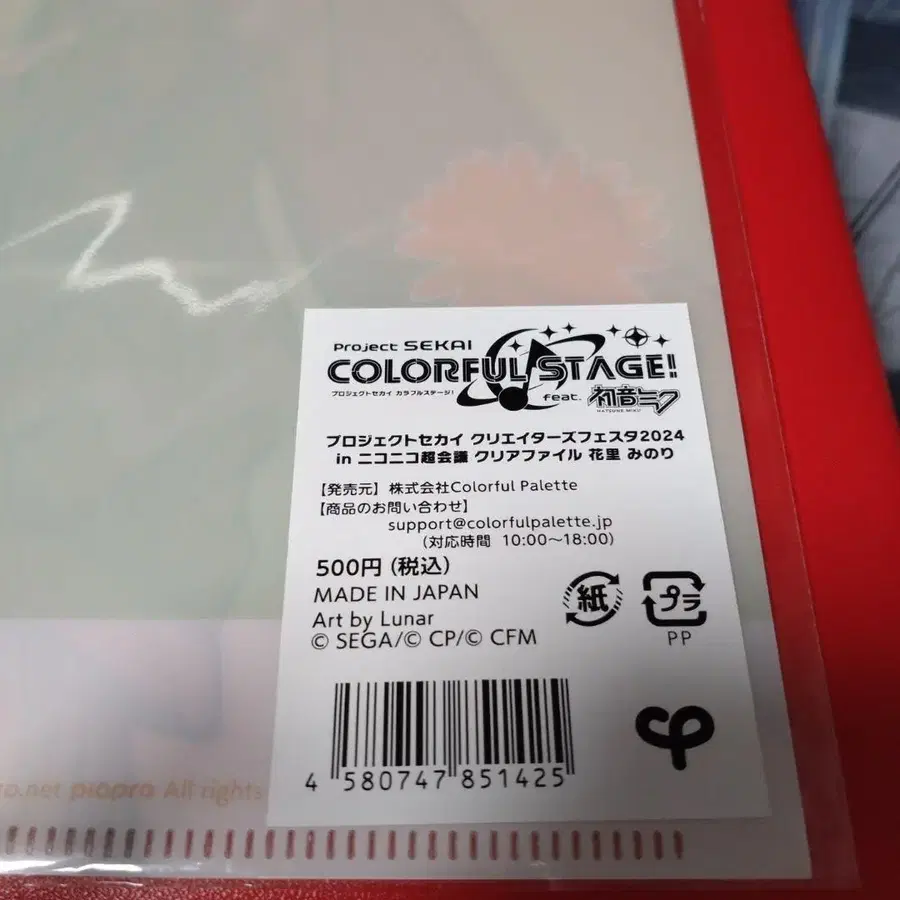 Project SEKAI
COLORFUL STAGE!
プロジェクトセカイ カラフルステージ!
feat. 初音ミク
HATSUNE MIKU
プロジェクトセカイ クリエイターズフェスタ2024
in ニコニコ超会議 クリアファイル 花里 みのり
【発売元】株式会社Colorful Palette
【商品のお問い合わせ】
support@colorfulpalette.jp
(対応時間 10:00~18:00)
500円 (税込)
MADE IN JAPAN
Art by Lunar
© SEGA/© CP/© CFM
紙
プラ
PP
4 580747 851425
.net piapro All rights